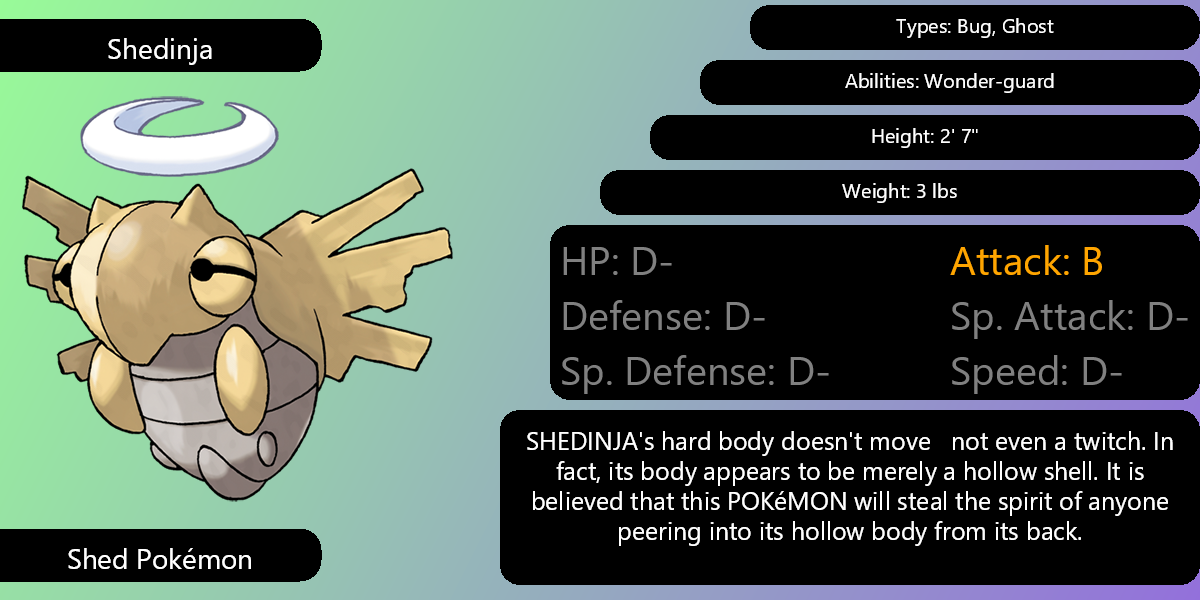 Shedinja
Types: Bug, Ghost
Abilities: Wonder-guard
Height: 2' 7"
Weight: 3 lbs
HP: D-
Attack: B
Defense: D-
Sp. Attack: D-
Sp. Defense: D-
Speed: D-
SHEDINJA's hard body doesn't move   not even a twitch. In
fact, its body appears to be merely a hollow shell. It is
believed that this POKéMON will steal the spirit of anyone
peering into its hollow body from its back.
Shed Pokémon